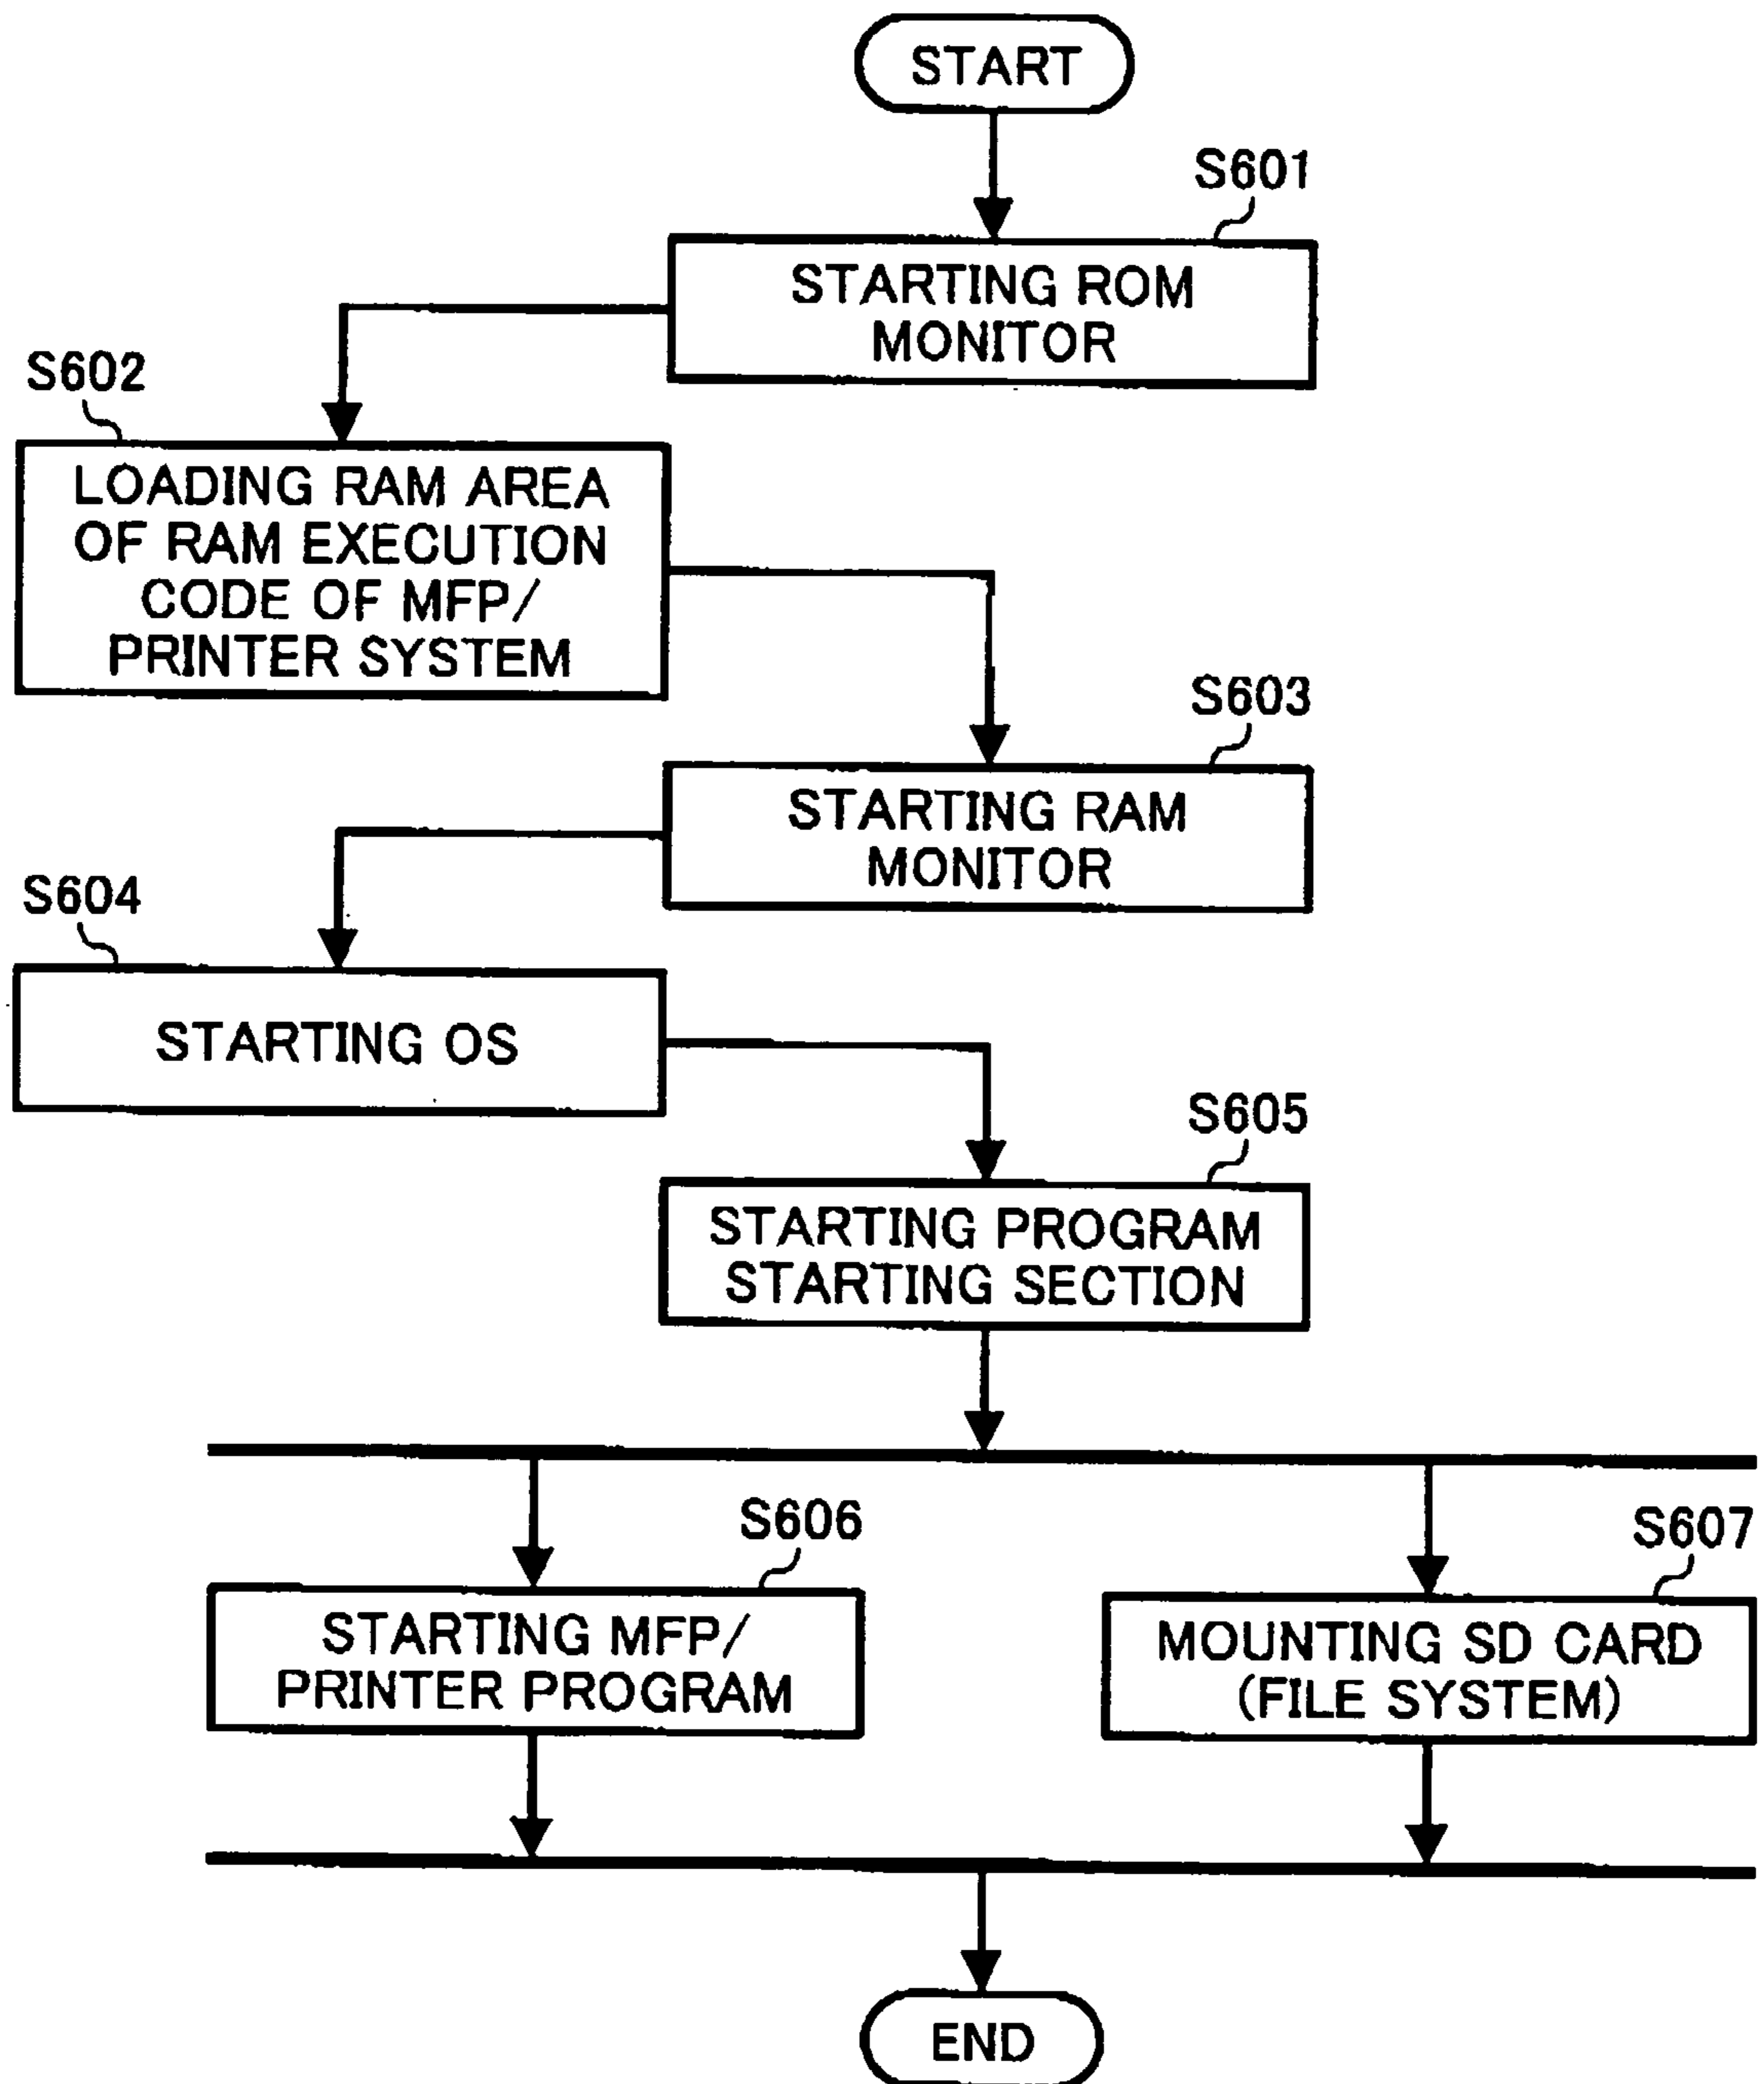 START
S601
STARTING ROM
MONITOR
S602
LOADING RAM AREA
OF RAM EXECUTION
CODE OF MFP/
PRINTER SYSTEM
S603
STARTING RAM
MONITOR
S604
STARTING OS
S605
STARTING PROGRAM
STARTING SECTION
S606
STARTING MFP/
PRINTER PROGRAM
S607
MOUNTING SD CARD
(FILE SYSTEM)
END